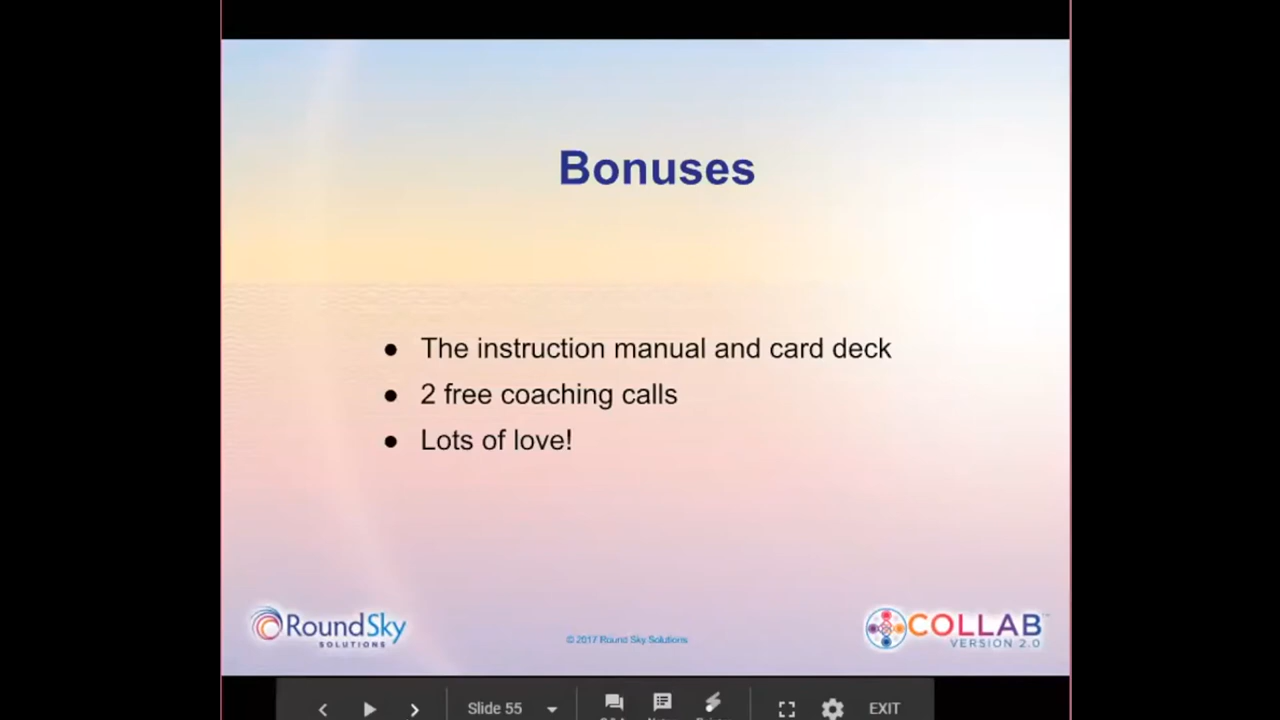 Bonuses
● The instruction manual and card deck
● 2 free coaching calls
● Lots of love!
RoundSky
SOLUTIONS
© 2017 Round Sky Solutions
COLLAB™
VERSION 2.0
Slide 55
EXIT